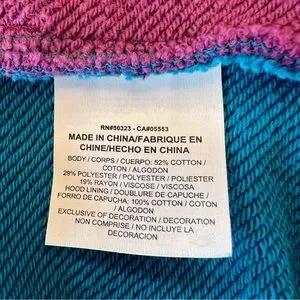 RN#56323 - CA#05553
MADE IN CHINA/FABRIQUE EN
CHINE/HECHO EN CHINA
BODY / CORPS / CUERPO: 52% COTTON /
COTON / ALGODON
29% POLYESTER / POLYESTER / POLIESTER
19% RAYON / VISCOSE / VISCOSA
HOOD LINING / DOUBLURE DE CAPUCHE /
FORRO DE CAPUCHA: 100% COTTON / COTON
/ ALGODON
EXCLUSIVE OF DECORATION / DECORATION
NON COMPRISE / NO INCLUYE LA
DECORACION